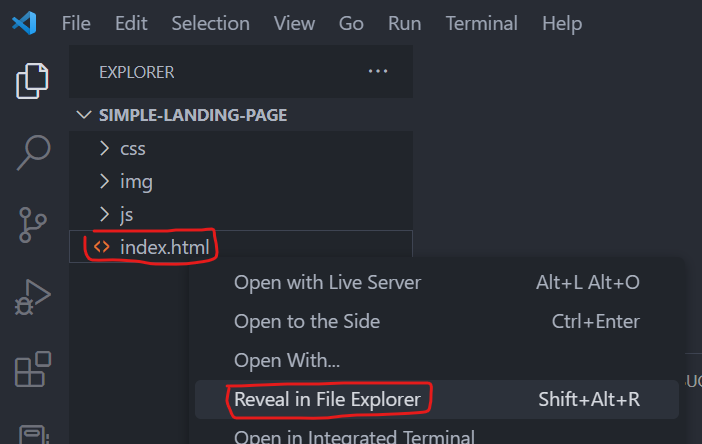 File Edit Selection View Go Run Terminal Help
EXPLORER ...
SIMPLE-LANDING-PAGE
css
img
js
<> index.html
Open with Live Server Alt+L Alt+O
Open to the Side Ctrl+Enter
Open With...
Reveal in File Explorer Shift+Alt+R
Open in Integrated Terminal